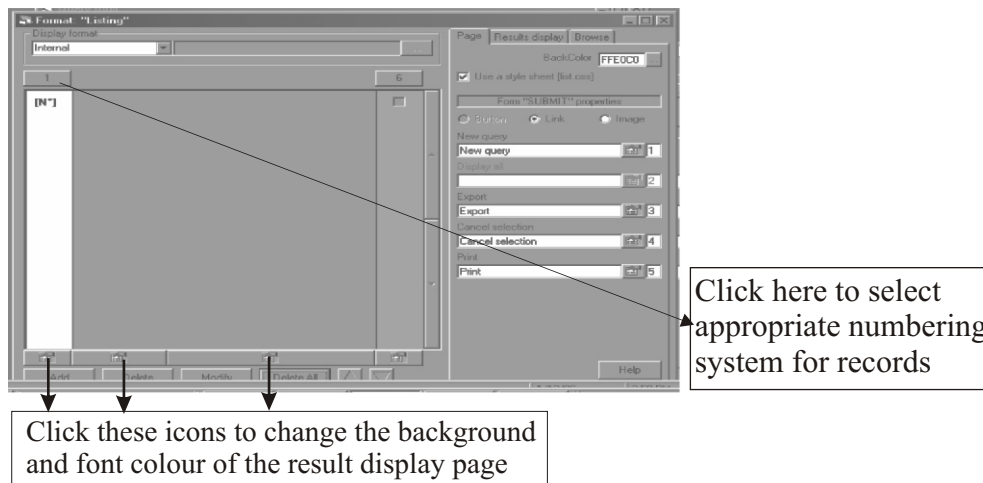 Format: "Listing"
Display format
Internal
...
1
6
[N°]
Add
Delete
Modify
Delete All
Page
Results display
Browse
BackColor
FFE0C0
...
Use a style sheet [list.css]
Form "SUBMIT" properties
Button
Link
Image
New query
New query
1
Display all
2
Export
Export
3
Cancel selection
Cancel selection
4
Print
Print
5
Help
Click here to select
appropriate numbering
system for records
Click these icons to change the background
and font colour of the result display page